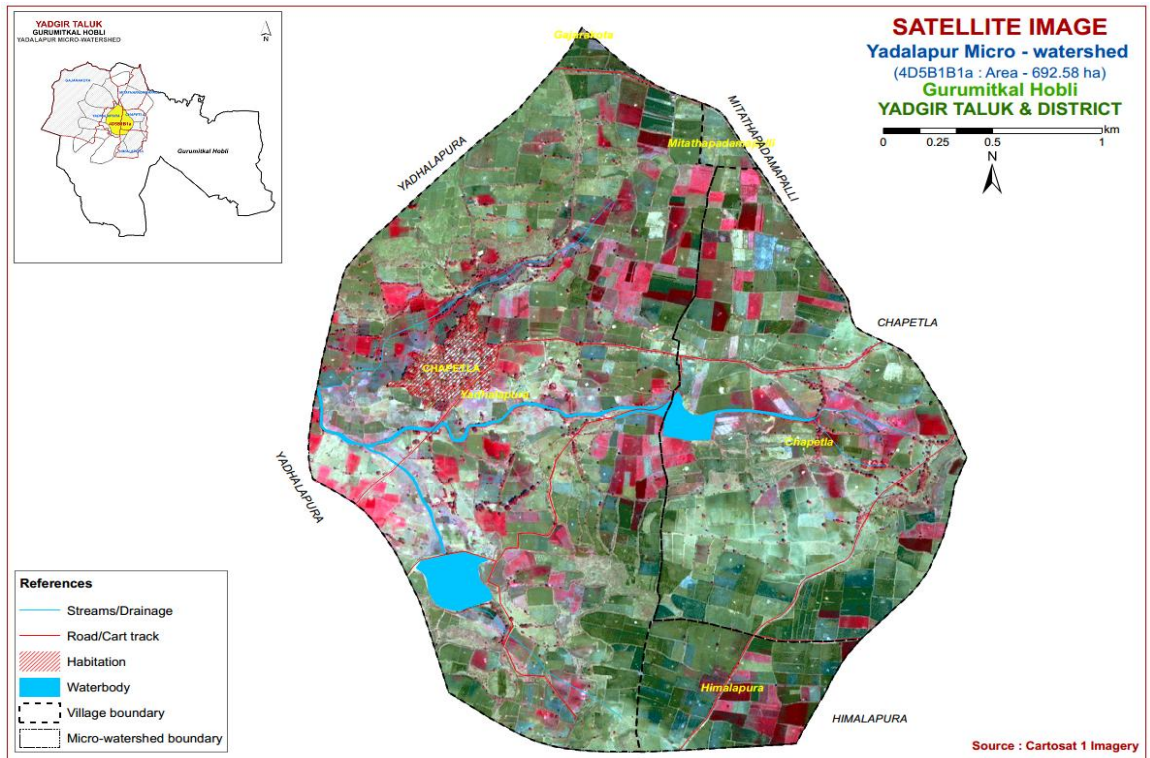 YADGIR TALUK
GURUMITKAL HOBLI
YADALAPUR MICRO-WATERSHED
N
4D5B1B1a
Gurumitkal Hobli
SATELLITE IMAGE
Yadalapur Micro - watershed
(4D5B1B1a : Area - 692.58 ha)
Gurumitkal Hobli
YADGIR TALUK & DISTRICT
km
0 0.25 0.5 1
N
Gajarakota
MITATHAPADAMAPALLI
YADHALAPURA
CHAPETLA
CHAPETLA
Yadhalapura
Chapetla
YADHALAPURA
Himalapura
HIMALAPURA
References
Streams/Drainage
Road/Cart track
Habitation
Waterbody
Village boundary
Micro-watershed boundary
Source : Cartosat 1 Imagery